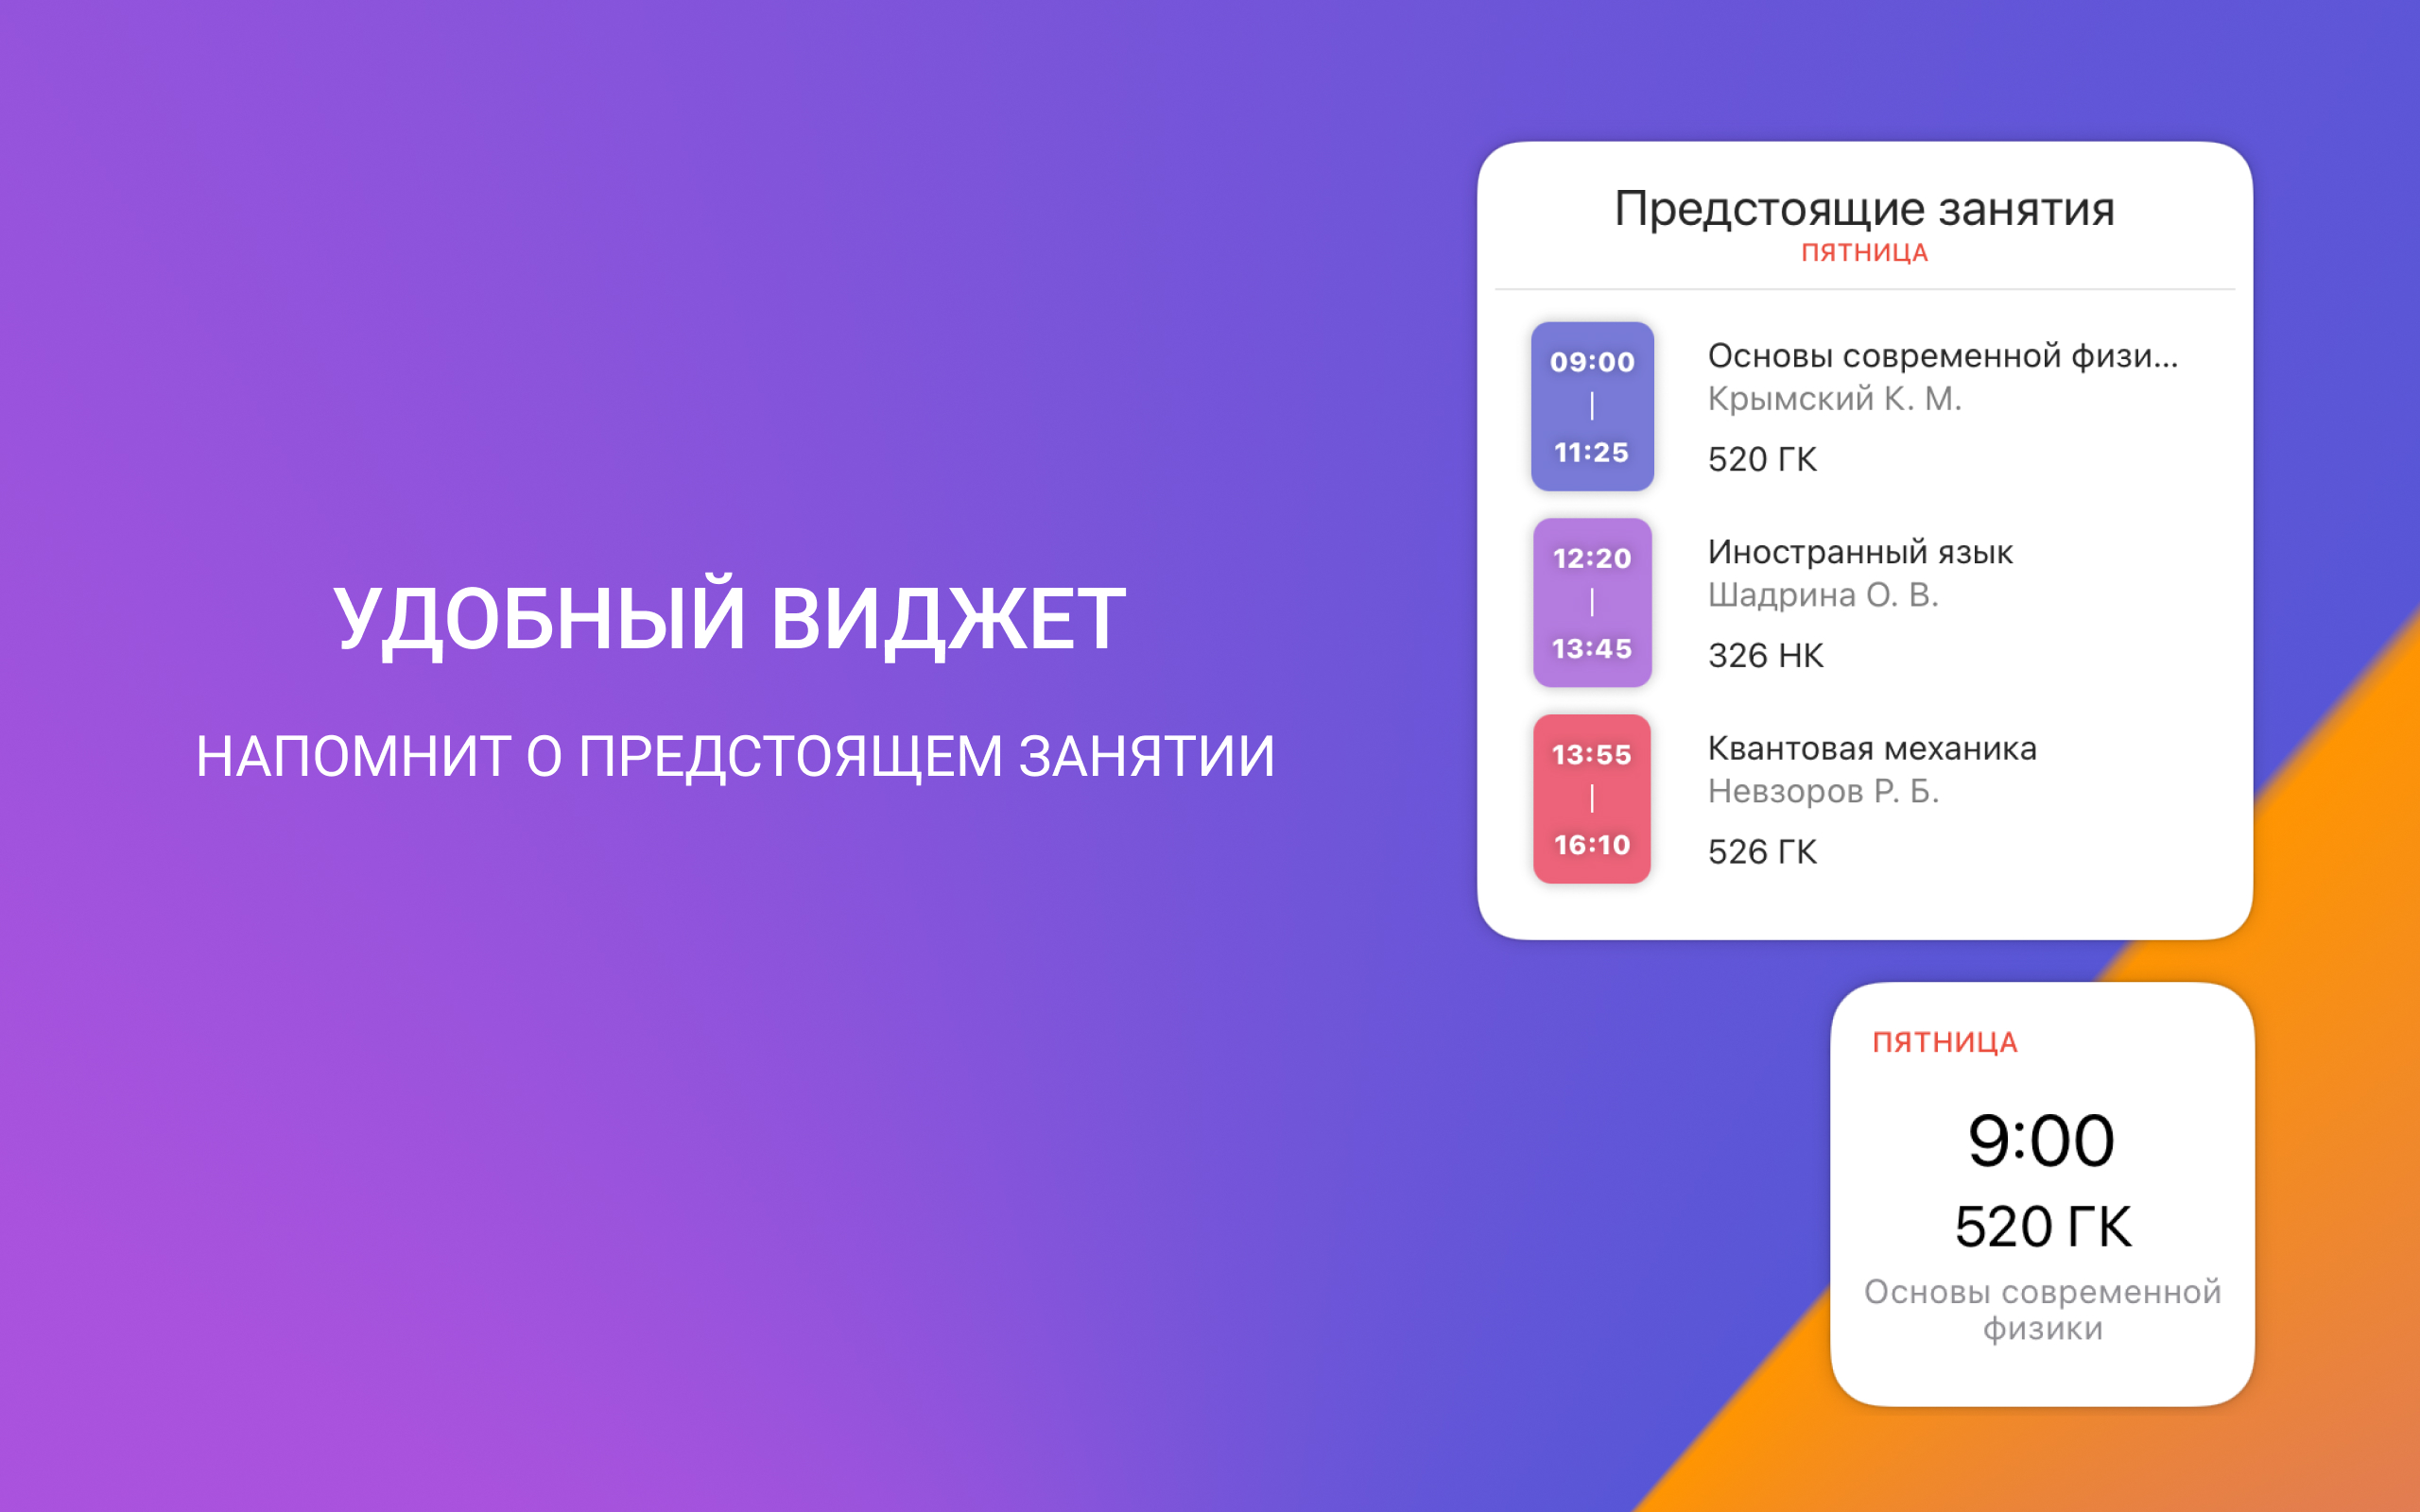 УДОБНЫЙ ВИДЖЕТ
НАПОМНИТ О ПРЕДСТОЯЩЕМ ЗАНЯТИИ
Предстоящие занятия
ПЯТНИЦА
09:00
|
11:25
Основы современной физи...
Крымский К. М.
520 ГК
12:20
|
13:45
Иностранный язык
Шадрина О. В.
326 НК
13:55
|
16:10
Квантовая механика
Невзоров Р. Б.
526 ГК
ПЯТНИЦА
9:00
520 ГК
Основы современной
физики